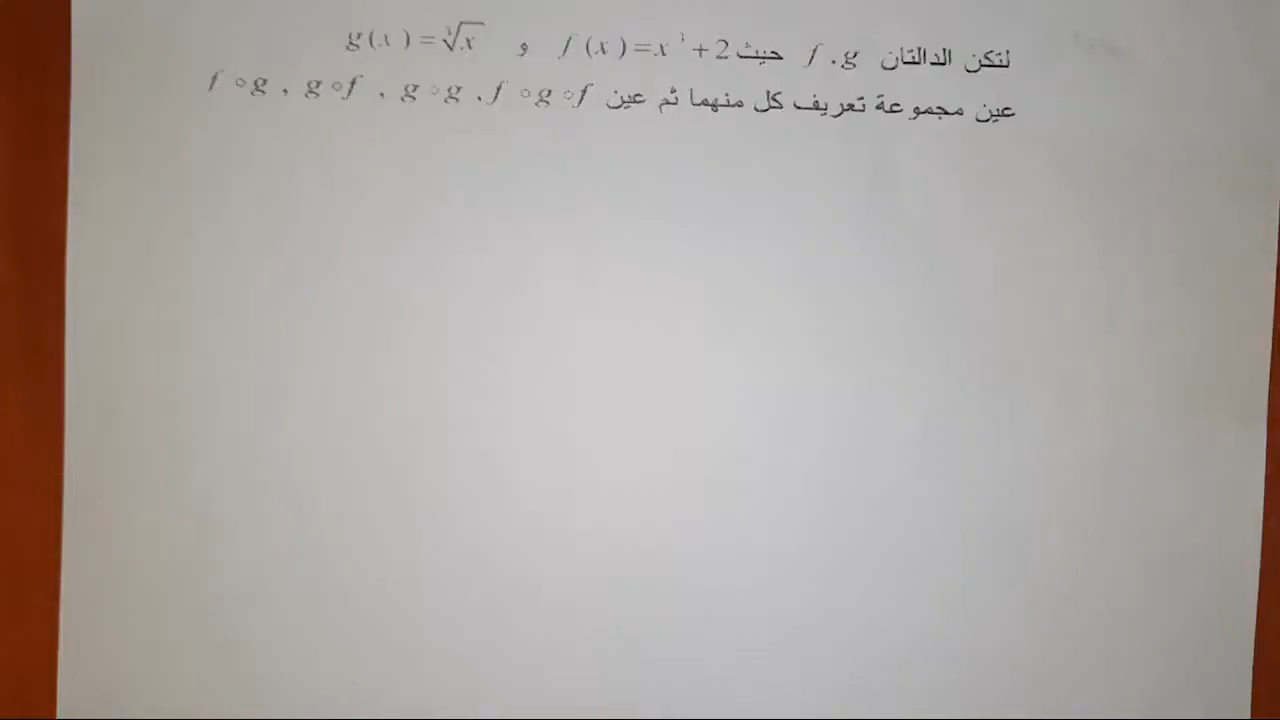 لتكن الدالتان f , g حيث f (x) = x³ + 2 و g(x) = ∛x
عين مجموعة تعريف كل منهما ثم عين f ∘ g ∘ f , g ∘ g , g ∘ f , f ∘ g